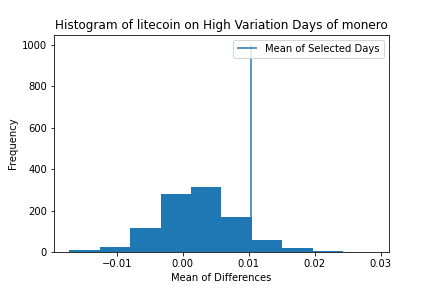 Histogram of litecoin on High Variation Days of monero
Mean of Selected Days
1000
800
600
400
200
0
Frequency
−0.01 0.00 0.01 0.02 0.03
Mean of Differences